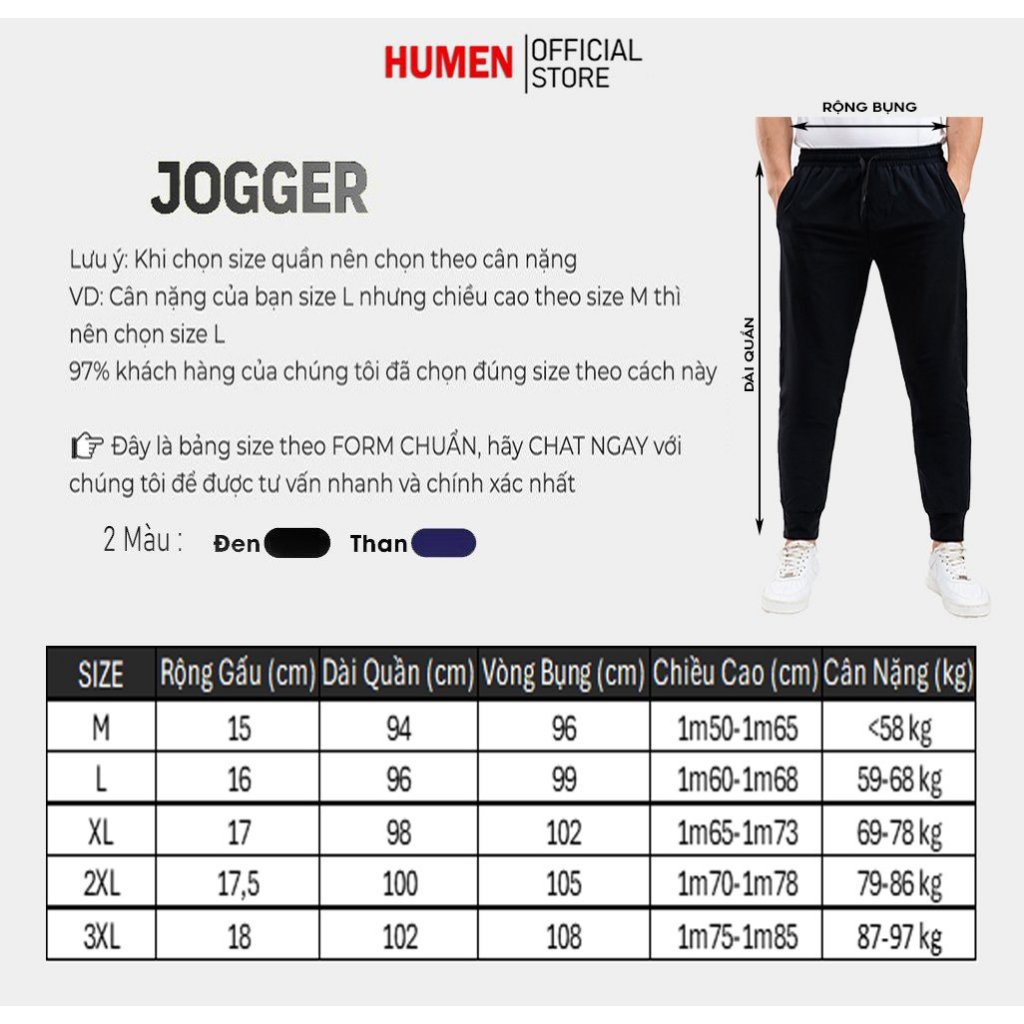 HUMEN OFFICIAL
STORE
RỘNG BỤNG
JOGGER
Lưu ý: Khi chọn size quần nên chọn theo cân nặng
VD: Cân nặng của bạn size L nhưng chiều cao theo size M thì
nên chọn size L
97% khách hàng của chúng tôi đã chọn đúng size theo cách này
DÀI QUẦN
Đây là bảng size theo FORM CHUẨN, hãy CHAT NGAY với
chúng tôi để được tư vấn nhanh và chính xác nhất
2 Màu : Đen Than
SIZE Rộng Gấu (cm) Dài Quần (cm) Vòng Bụng (cm) Chiều Cao (cm) Cân Nặng (kg)
M 15 94 96 1m50-1m65 <58 kg
L 16 96 99 1m60-1m68 59-68 kg
XL 17 98 102 1m65-1m73 69-78 kg
2XL 17,5 100 105 1m70-1m78 79-86 kg
3XL 18 102 108 1m75-1m85 87-97 kg